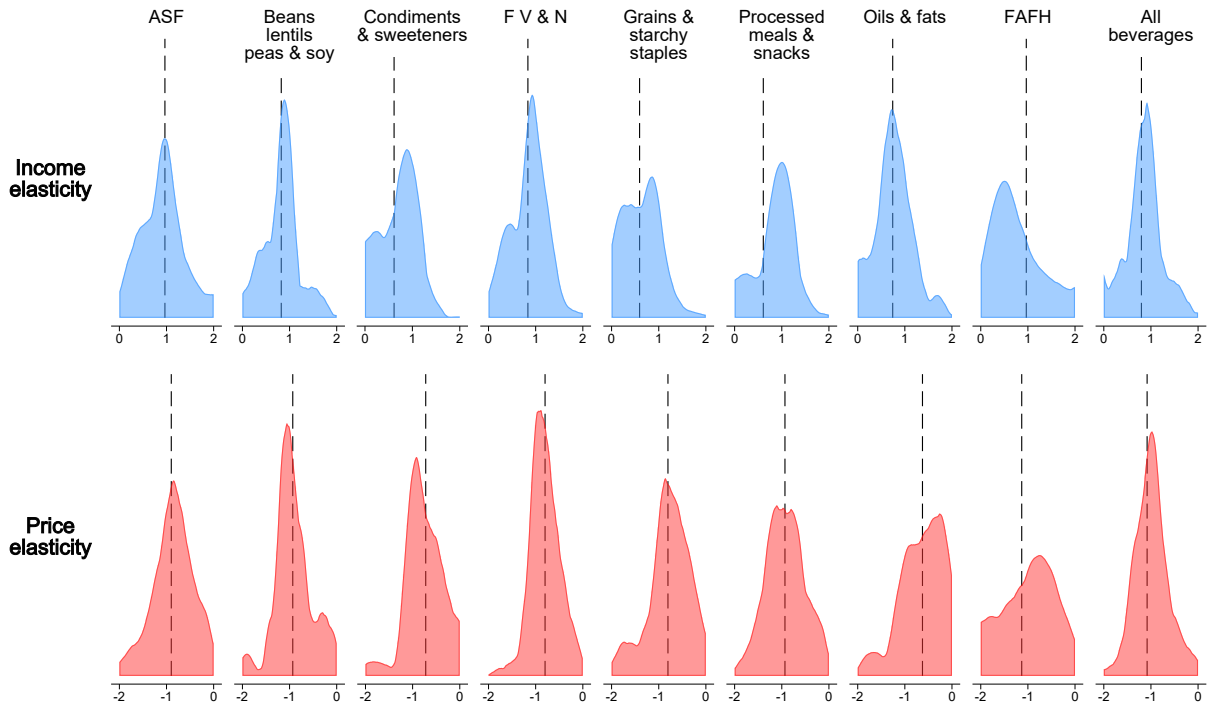 ASF
Beans
lentils
peas & soy
Condiments
& sweeteners
F V & N
Grains &
starchy
staples
Processed
meals &
snacks
Oils & fats
FAFH
All
beverages
Income
elasticity
0 1 2
0 1 2
0 1 2
0 1 2
0 1 2
0 1 2
0 1 2
0 1 2
0 1 2
Price
elasticity
-2 -1 0
-2 -1 0
-2 -1 0
-2 -1 0
-2 -1 0
-2 -1 0
-2 -1 0
-2 -1 0
-2 -1 0